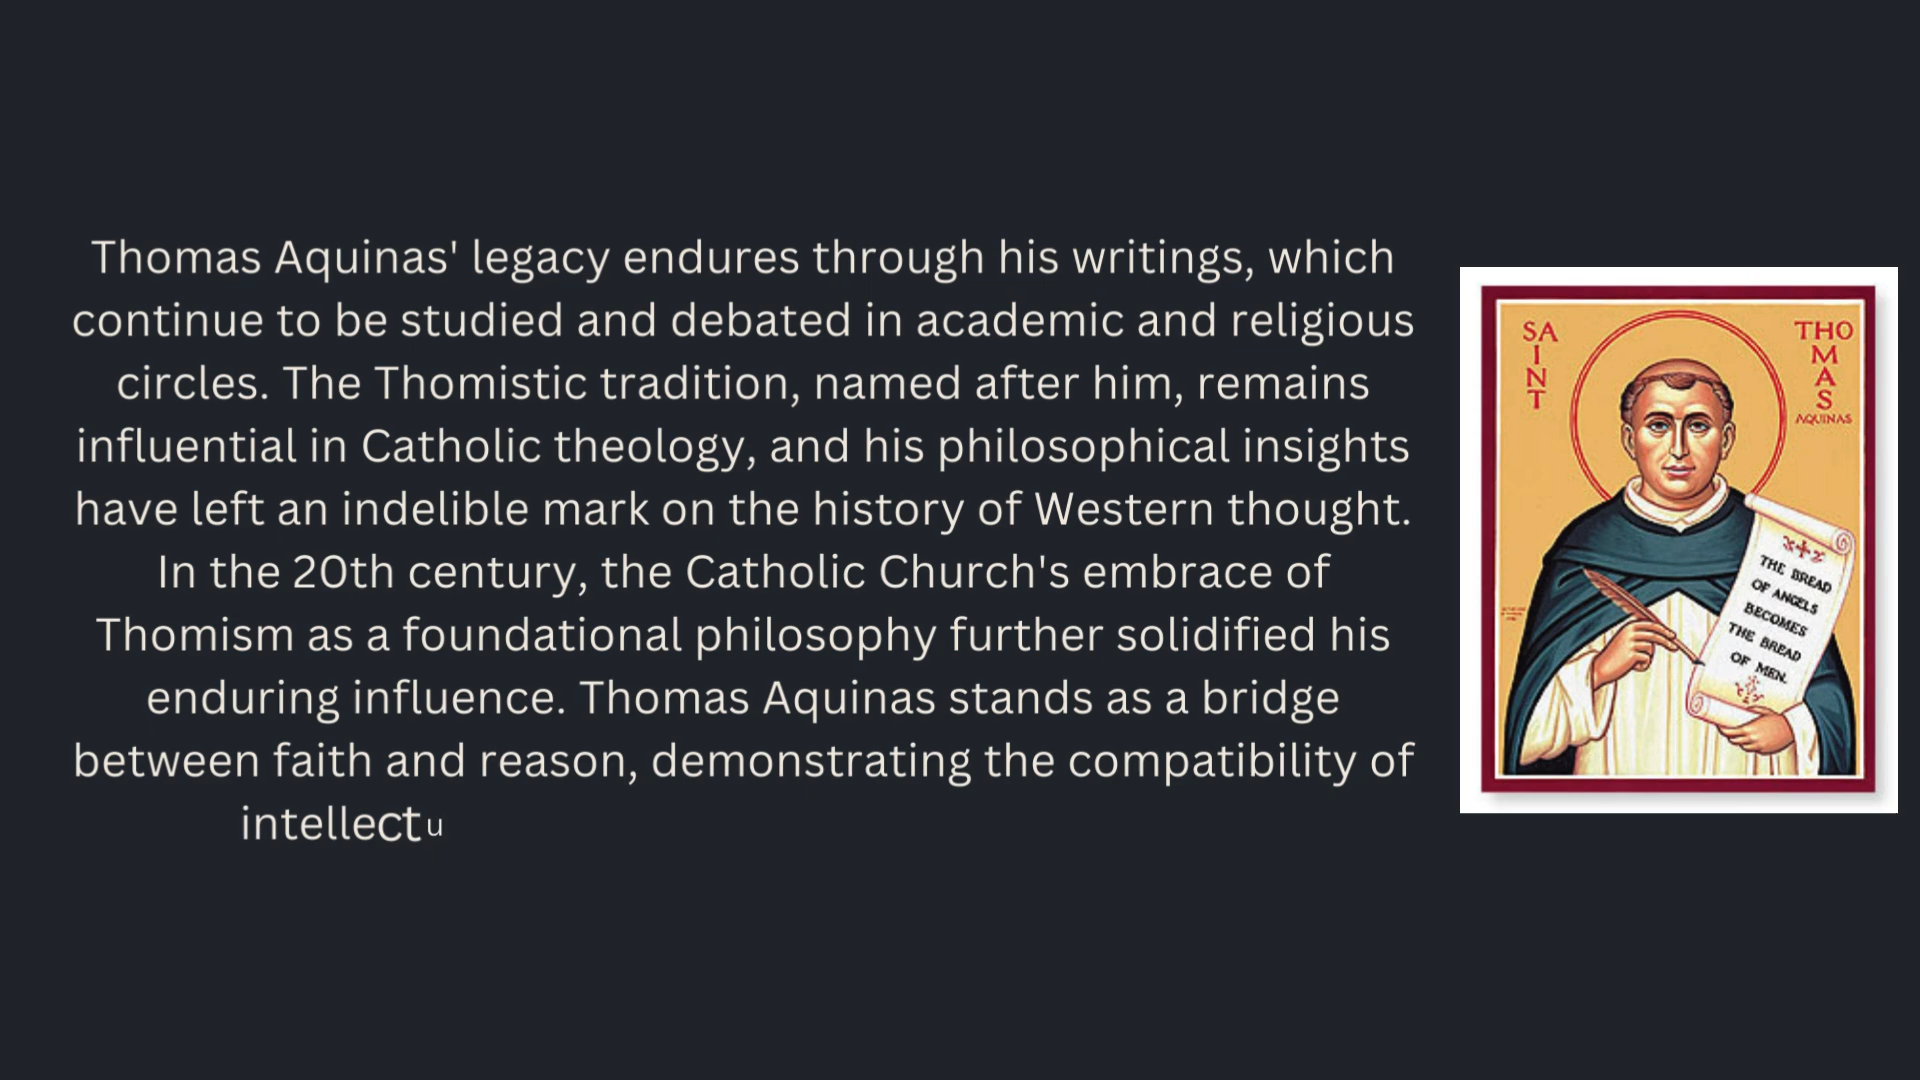 Thomas Aquinas' legacy endures through his writings, which
continue to be studied and debated in academic and religious
circles. The Thomistic tradition, named after him, remains
influential in Catholic theology, and his philosophical insights
have left an indelible mark on the history of Western thought.
In the 20th century, the Catholic Church's embrace of
Thomism as a foundational philosophy further solidified his
enduring influence. Thomas Aquinas stands as a bridge
between faith and reason, demonstrating the compatibility of
intellectu
SA
I
N
T
THO
M
A
S
AQUINAS
THE BREAD
OF ANGELS
BECOMES
THE BREAD
OF MEN.